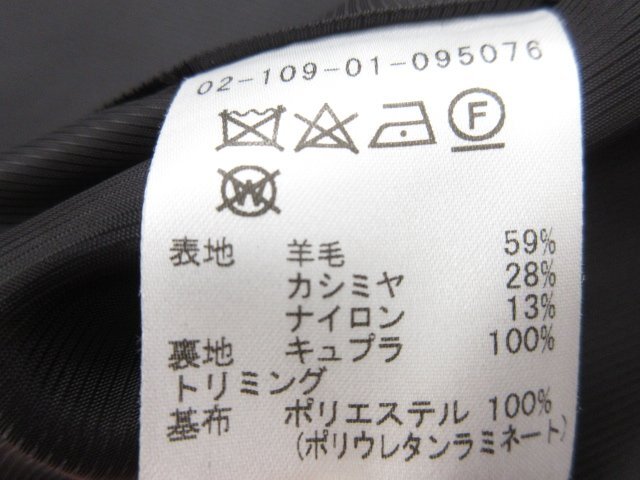 02-109-01-095076
F
W
表地 羊毛 59%
カシミヤ 28%
ナイロン 13%
裏地 キュプラ 100%
トリミング
基布 ポリエステル 100%
(ポリウレタンラミネート)